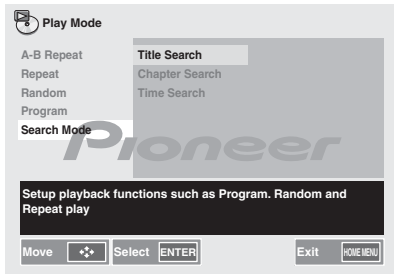 Play Mode
A-B Repeat
Repeat
Random
Program
Search Mode
Title Search
Chapter Search
Time Search
Pioneer
Setup playback functions such as Program. Random and
Repeat play
Move Select ENTER Exit HOME MENU